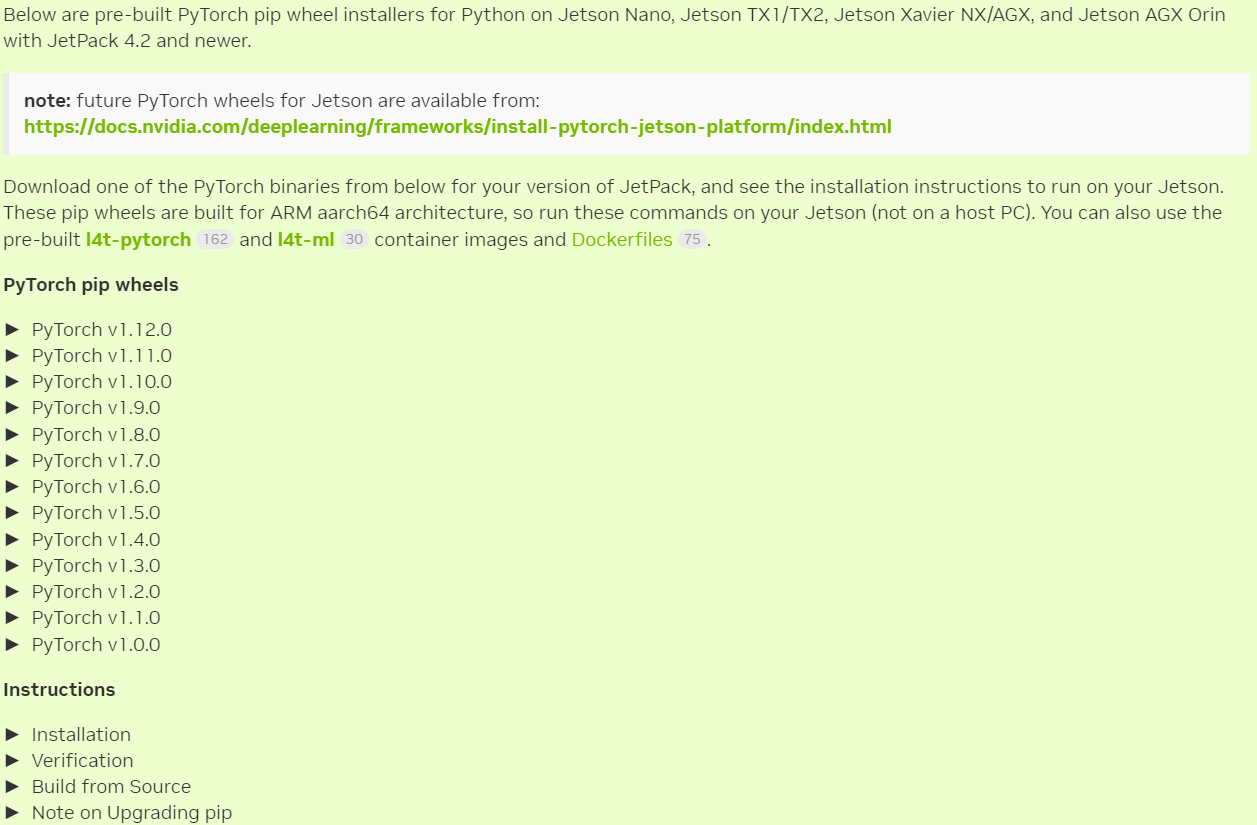 Below are pre-built PyTorch pip wheel installers for Python on Jetson Nano, Jetson TX1/TX2, Jetson Xavier NX/AGX, and Jetson AGX Orin
with JetPack 4.2 and newer.
note: future PyTorch wheels for Jetson are available from:
https://docs.nvidia.com/deeplearning/frameworks/install-pytorch-jetson-platform/index.html
Download one of the PyTorch binaries from below for your version of JetPack, and see the installation instructions to run on your Jetson.
These pip wheels are built for ARM aarch64 architecture, so run these commands on your Jetson (not on a host PC). You can also use the
pre-built l4t-pytorch 162 and l4t-ml 30 container images and Dockerfiles 75.
PyTorch pip wheels
► PyTorch v1.12.0
► PyTorch v1.11.0
► PyTorch v1.10.0
► PyTorch v1.9.0
► PyTorch v1.8.0
► PyTorch v1.7.0
► PyTorch v1.6.0
► PyTorch v1.5.0
► PyTorch v1.4.0
► PyTorch v1.3.0
► PyTorch v1.2.0
► PyTorch v1.1.0
► PyTorch v1.0.0
Instructions
► Installation
► Verification
► Build from Source
► Note on Upgrading pip